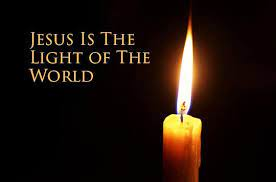 Jesus Is The
Light of The
World